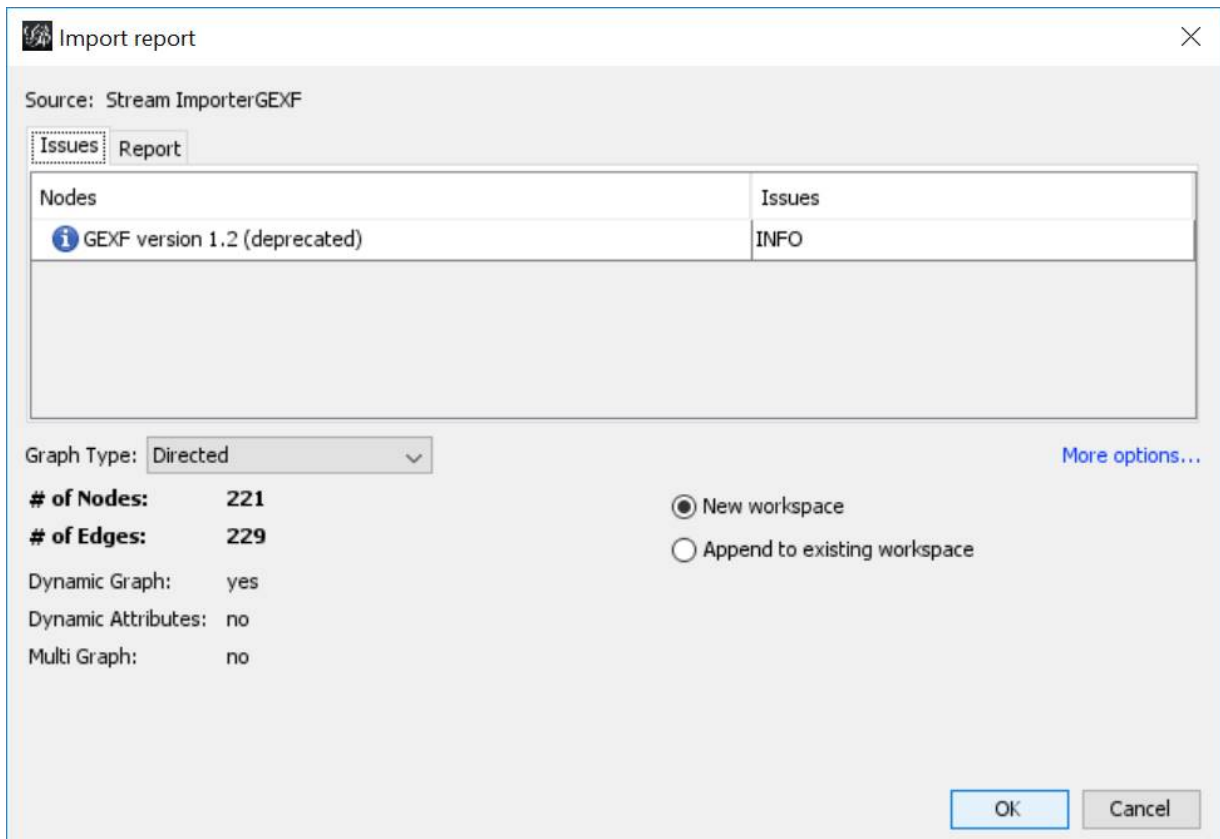 Import report
Source: Stream ImporterGEXF
Issues Report
Nodes Issues
GEXF version 1.2 (deprecated) INFO
Graph Type: Directed More options...
# of Nodes: 221
New workspace
# of Edges: 229
Append to existing workspace
Dynamic Graph: yes
Dynamic Attributes: no
Multi Graph: no
OK Cancel